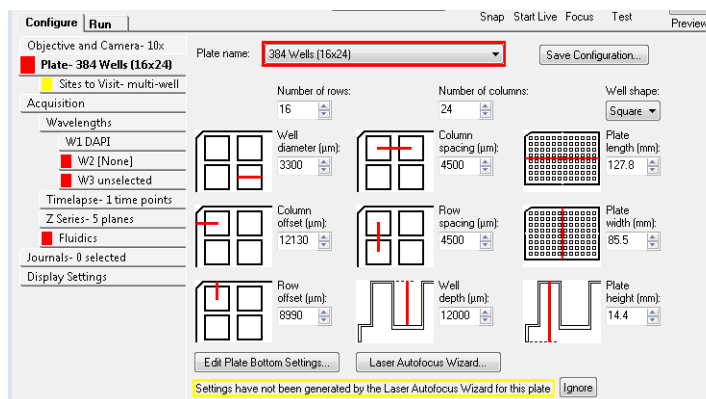 Configure Run
Snap Start Live Focus Test
Preview
Objective and Camera- 10x
Plate- 384 Wells (16x24)
Sites to Visit- multi-well
Acquisition
Wavelengths
W1 DAPI
W2 [None]
W3 unselected
Timelapse- 1 time points
Z Series- 5 planes
Fluidics
Journals- 0 selected
Display Settings
Plate name: 384 Wells (16x24) Save Configuration...
Number of rows: Number of columns: Well shape:
16 24 Square
Well diameter (µm): Column spacing (µm): Plate length (mm):
3300 4500 127.8
Column offset (µm): Row spacing (µm): Plate width (mm):
12130 4500 85.5
Row offset (µm): Well depth (µm): Plate height (mm):
8990 12000 14.4
Edit Plate Bottom Settings... Laser Autofocus Wizard...
Settings have not been generated by the Laser Autofocus Wizard for this plate Ignore